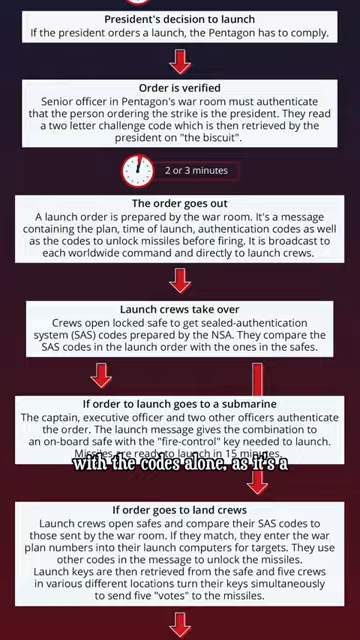 President's decision to launch
If the president orders a launch, the Pentagon has to comply.
Order is verified
Senior officer in Pentagon's war room must authenticate
that the person ordering the strike is the president. They read
a two letter challenge code which is then retrieved by the
president on "the biscuit".
2 or 3 minutes
The order goes out
A launch order is prepared by the war room. It's a message
containing the plan, time of launch, authentication codes as well
as the codes to unlock missiles before firing. It is broadcast to
each worldwide command and directly to launch crews.
Launch crews take over
Crews open locked safe to get sealed-authentication
system (SAS) codes prepared by the NSA. They compare the
SAS codes in the launch order with the ones in the safes.
If order to launch goes to a submarine
The captain, executive officer and two other officers authenticate
the order. The launch message gives the combination to
an on-board safe with the "fire-control" key needed to launch.
Missiles are ready to launch in 15 minutes.
with the codes alone, as it's a
If order goes to land crews
Launch crews open safes and compare their SAS codes to
those sent by the war room. If they match, they enter the war
plan numbers into their launch computers for targets. They use
other codes in the message to unlock the missiles.
Launch keys are then retrieved from the safe and five crews
in various different locations turn their keys simultaneously
to send five "votes" to the missiles.